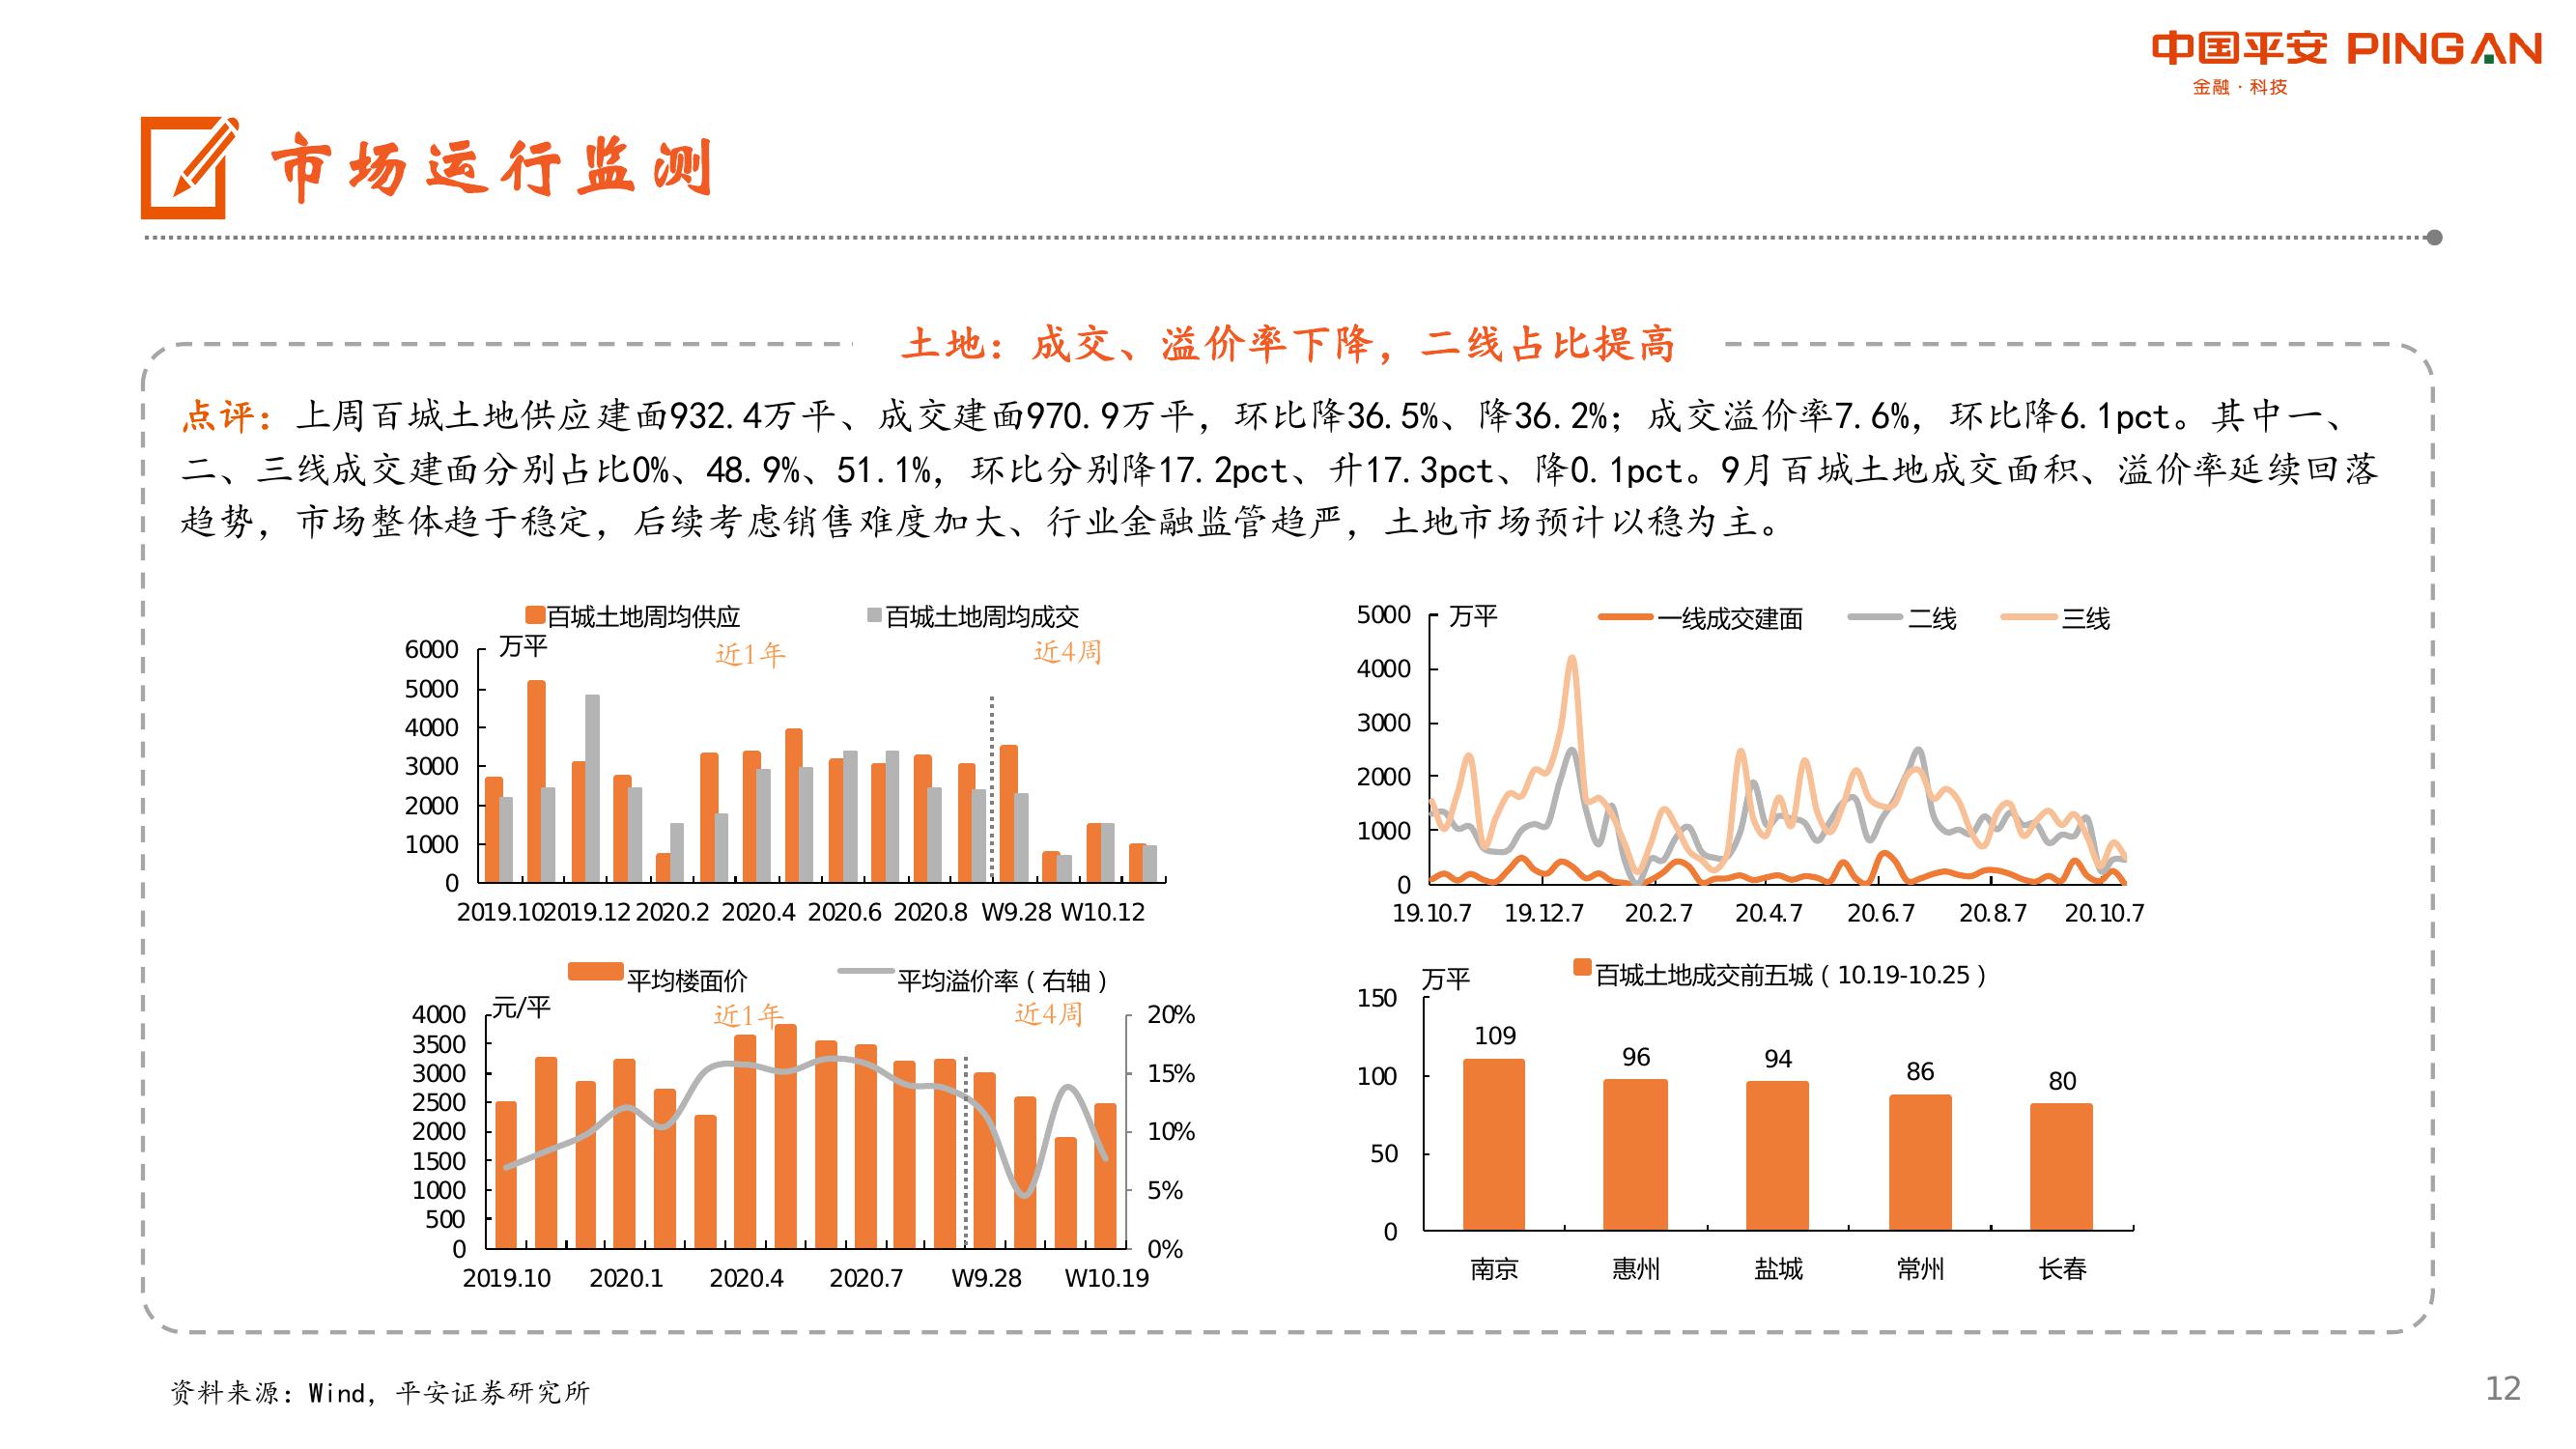 中国平安 PINGAN
金融·科技
市场运行监测
土地：成交、溢价率下降，二线占比提高
点评：上周百城土地供应建面932.4万平、成交建面970.9万平，环比降36.5%、降36.2%；成交溢价率7.6%，环比降6.1pct。其中一、
二、三线成交建面分别占比0%、48.9%、51.1%，环比分别降17.2pct、升17.3pct、降0.1pct。9月百城土地成交面积、溢价率延续回落
趋势，市场整体趋于稳定，后续考虑销售难度加大、行业金融监管趋严，土地市场预计以稳为主。
百城土地周均供应 百城土地周均成交
万平
近1年 近4周
6000
5000
4000
3000
2000
1000
0
2019.10 2019.12 2020.2 2020.4 2020.6 2020.8 W9.28 W10.12
万平 一线成交建面 二线 三线
5000
4000
3000
2000
1000
0
19.10.7 19.12.7 20.2.7 20.4.7 20.6.7 20.8.7 20.10.7
平均楼面价 平均溢价率（右轴）
元/平
近1年 近4周
4000
3500
3000
2500
2000
1500
1000
500
0
20%
15%
10%
5%
0%
2019.10 2020.1 2020.4 2020.7 W9.28 W10.19
万平 百城土地成交前五城（10.19-10.25）
150
100
50
0
109 96 94 86 80
南京 惠州 盐城 常州 长春
资料来源：Wind，平安证券研究所
12